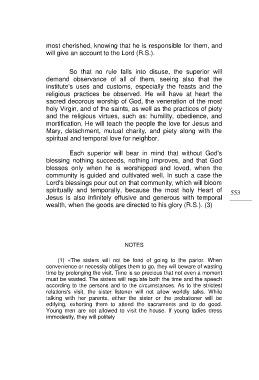 most cherished, knowing that he is responsible for them, and
will give an account to the Lord (R.S.).
So that no rule falls into disuse, the superior will
demand observance of all of them, seeing also that the
institute's uses and customs, especially the feasts and the
religious practices be observed. He will have at heart the
sacred decorous worship of God, the veneration of the most
holy Virgin, and of the saints, as well as the practices of piety
and the religious virtues, such as: humility, obedience, and
mortification. He will teach the people the love for Jesus and
Mary, detachment, mutual charity, and piety along with the
spiritual and temporal love for neighbor.
Each superior will bear in mind that without God's
blessing nothing succeeds, nothing improves, and that God
blesses only when he is worshipped and loved, when the
community is guided and cultivated well. In such a case the
Lord's blessings pour out on that community, which will bloom
spiritually and temporally, because the most holy Heart of
Jesus is also infinitely effusive and generous with temporal
wealth, when the goods are directed to his glory (R.S.). (3)
553
NOTES
(1) «The sisters will not be fond of going to the parlor. When
convenience or necessity obliges them to go, they will beware of wasting
time by prolonging the visit. Time is so precious that not even a moment
must be wasted. The sisters will regulate both the time and the speech
according to the persons and to the circumstances. As to the strictest
relations's visit, the sister listener will not allow worldly talks. While
talking with her parents, either the sister or the probationer will be
edifying, exhorting them to attend the sacraments and to do good.
Young men are not allowed to visit the house. If young ladies dress
immodestly, they will politely